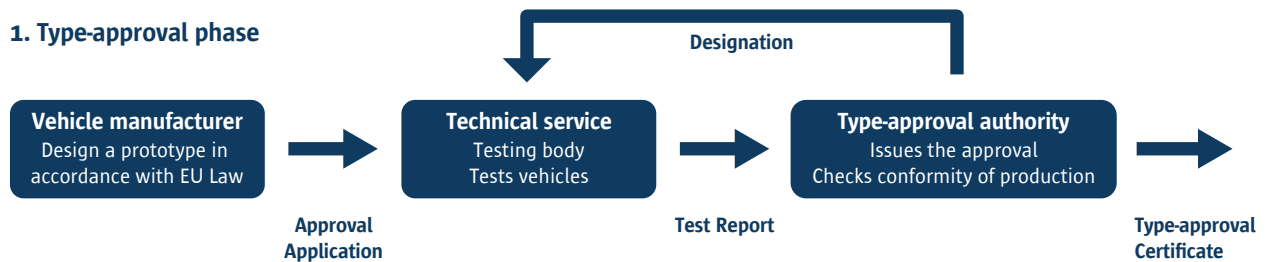 1. Type-approval phase
Designation
Vehicle manufacturer
Design a prototype in
accordance with EU Law
Technical service
Testing body
Tests vehicles
Type-approval authority
Issues the approval
Checks conformity of production
Approval
Application
Test Report
Type-approval
Certificate